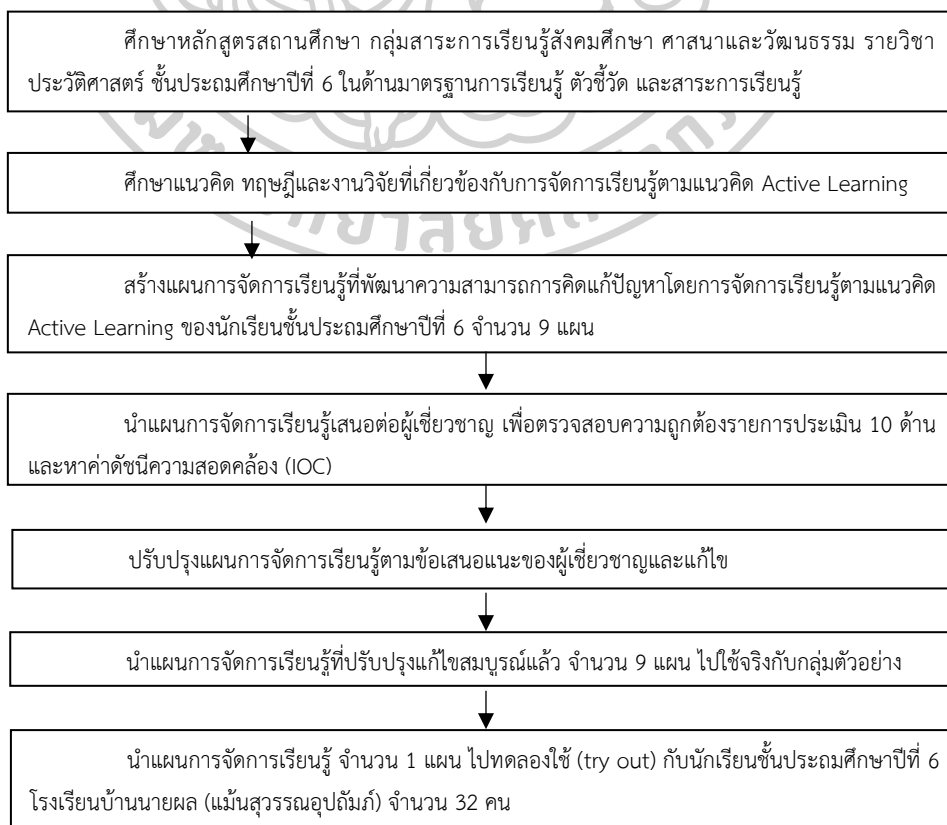 ศึกษาหลักสูตรสถานศึกษา กลุ่มสาระการเรียนรู้สังคมศึกษา ศาสนาและวัฒนธรรม รายวิชา
ประวัติศาสตร์ ชั้นประถมศึกษาปีที่ 6 ในด้านมาตรฐานการเรียนรู้ ตัวชี้วัด และสาระการเรียนรู้
ศึกษาแนวคิด ทฤษฎีและงานวิจัยที่เกี่ยวข้องกับการจัดการเรียนรู้ตามแนวคิด Active Learning
สร้างแผนการจัดการเรียนรู้ที่พัฒนาความสามารถการคิดแก้ปัญหาโดยการจัดการเรียนรู้ตามแนวคิด
Active Learning ของนักเรียนชั้นประถมศึกษาปีที่ 6 จำนวน 9 แผน
นำแผนการจัดการเรียนรู้เสนอต่อผู้เชี่ยวชาญ เพื่อตรวจสอบความถูกต้องรายการประเมิน 10 ด้าน
และหาค่าดัชนีความสอดคล้อง (IOC)
ปรับปรุงแผนการจัดการเรียนรู้ตามข้อเสนอแนะของผู้เชี่ยวชาญและแก้ไข
นำแผนการจัดการเรียนรู้ที่ปรับปรุงแก้ไขสมบูรณ์แล้ว จำนวน 9 แผน ไปใช้จริงกับกลุ่มตัวอย่าง
นำแผนการจัดการเรียนรู้ จำนวน 1 แผน ไปทดลองใช้ (try out) กับนักเรียนชั้นประถมศึกษาปีที่ 6
โรงเรียนบ้านนายผล (แม้นสุวรรณอุปถัมภ์) จำนวน 32 คน